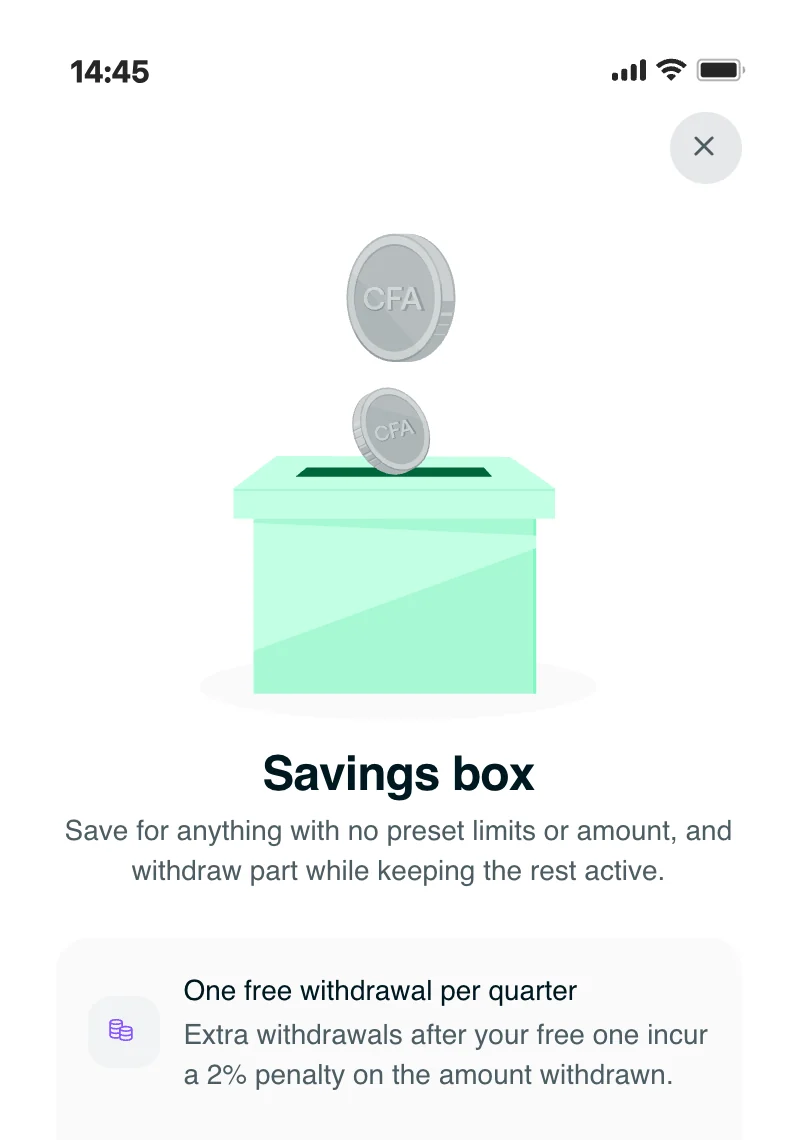 14:45
CFA
CFA
Savings box
Save for anything with no preset limits or amount, and
withdraw part while keeping the rest active.
One free withdrawal per quarter
Extra withdrawals after your free one incur
a 2% penalty on the amount withdrawn.